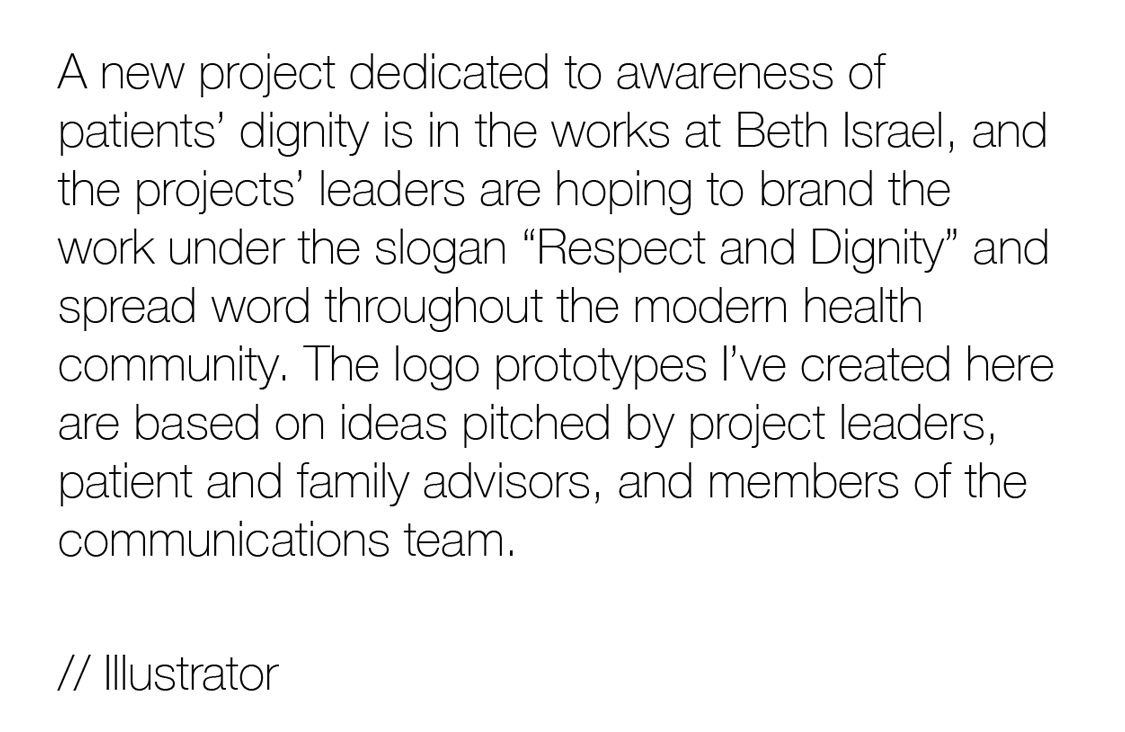 A new project dedicated to awareness of
patients’ dignity is in the works at Beth Israel, and
the projects’ leaders are hoping to brand the
work under the slogan “Respect and Dignity” and
spread word throughout the modern health
community. The logo prototypes I’ve created here
are based on ideas pitched by project leaders,
patient and family advisors, and members of the
communications team.
// Illustrator